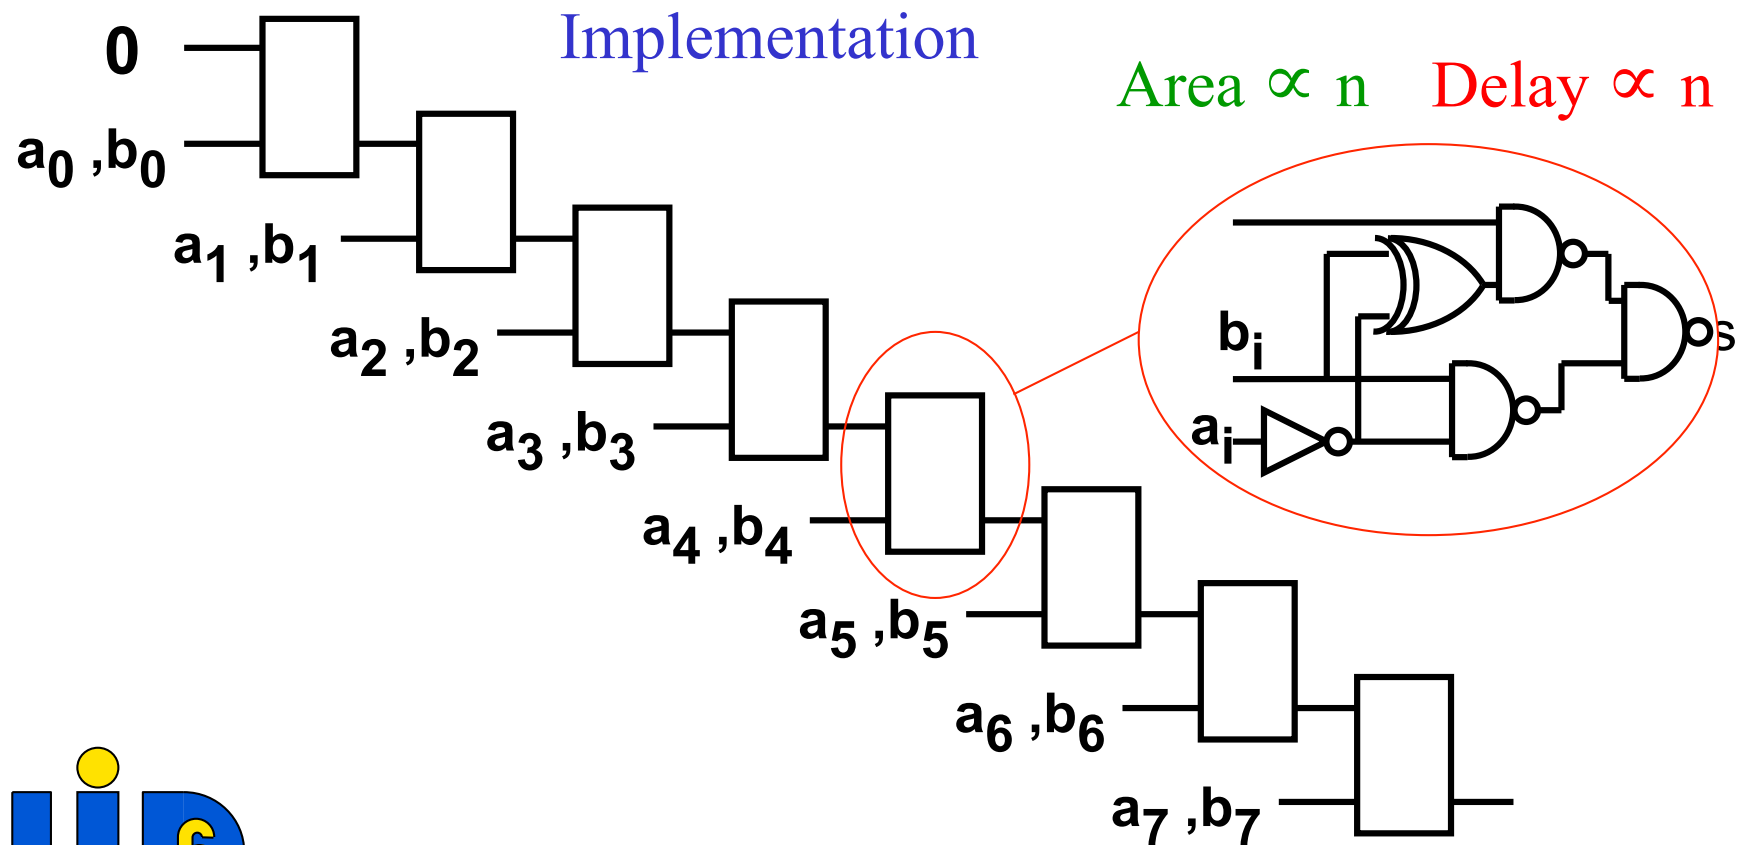 Implementation
Area ∝ n Delay ∝ n
0
a0 ,b0
a1 ,b1
a2 ,b2
a3 ,b3
a4 ,b4
a5 ,b5
a6 ,b6
a7 ,b7
bi
ai
s